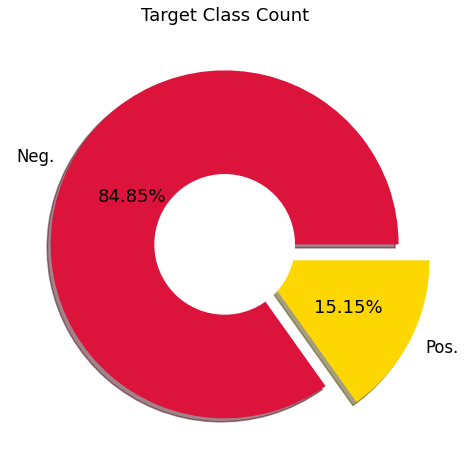 Target Class Count
Neg.
84.85%
15.15%
Pos.